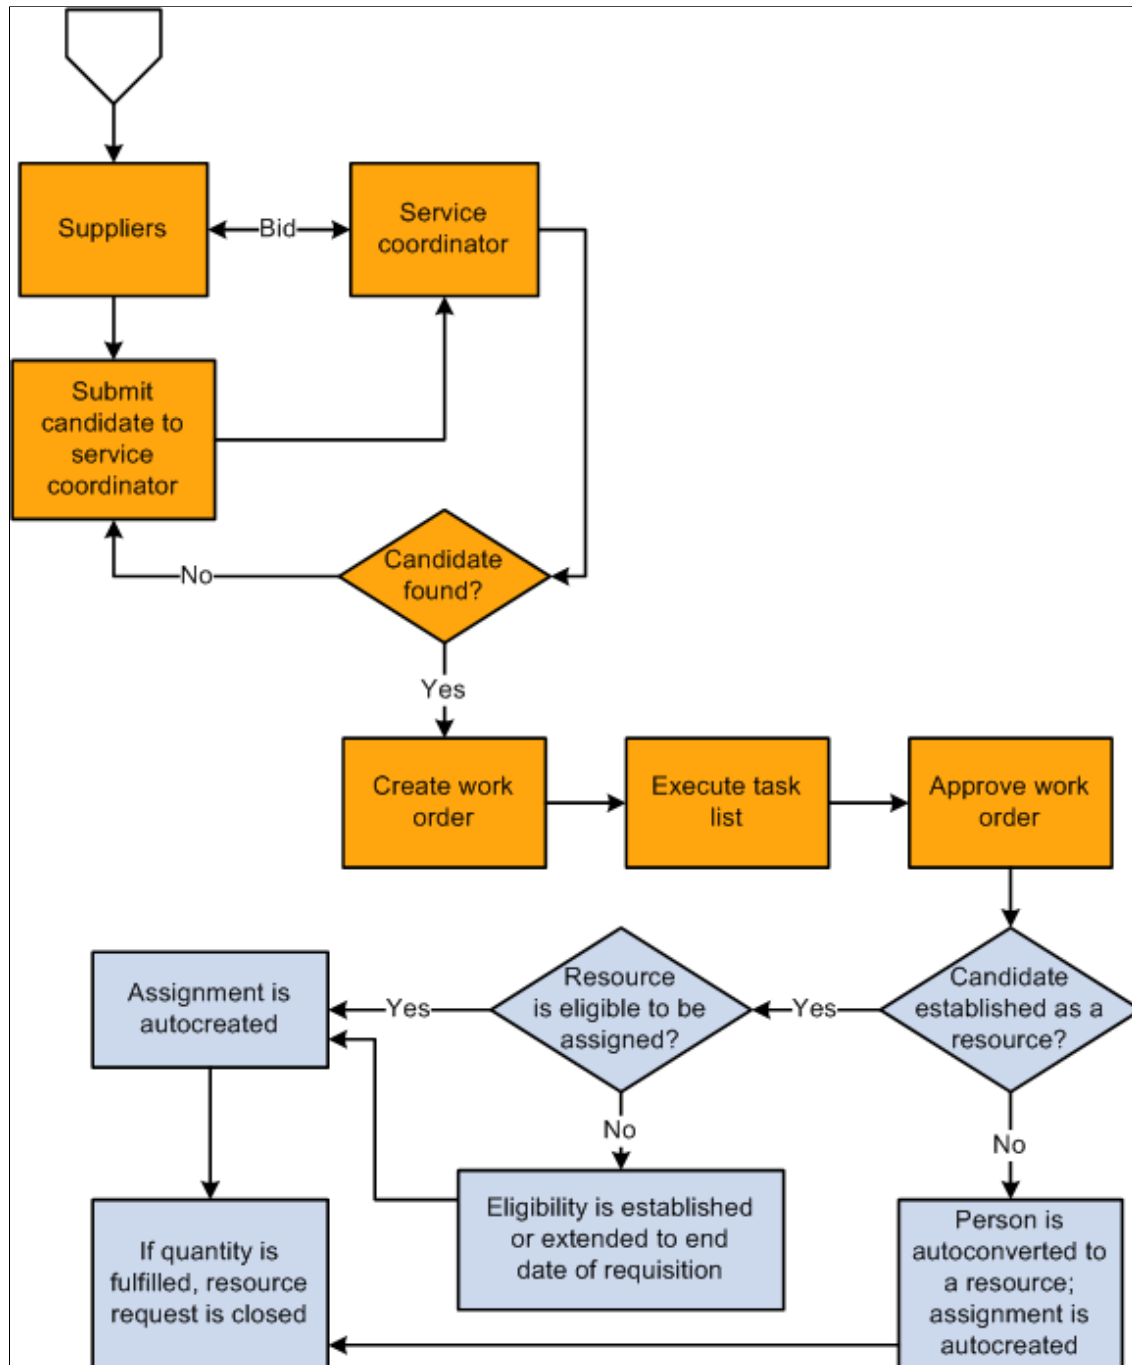 Suppliers
Bid
Service
coordinator
Submit
candidate to
service
coordinator
Candidate
found?
No
Yes
Create work
order
Execute task
list
Approve work
order
Assignment is
autocreated
Yes
Resource
is eligible to be
assigned?
Yes
Candidate
established as a
resource?
No
No
If quantity is
fulfilled, resource
request is closed
Eligibility is established
or extended to end
date of requisition
Person is
autoconverted to
a resource;
assignment is
autocreated